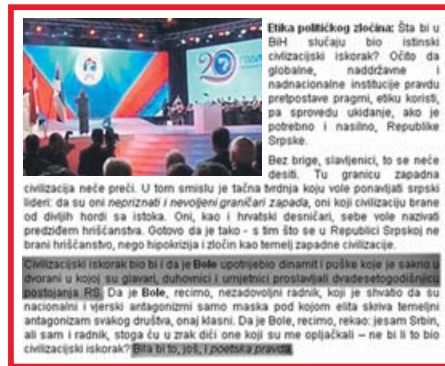 20 ГОДИНА
Etika političkog zločina: Šta bi u
BiH slučaju bio istinski
civilizacijski iskorak? Očito da
globalne, naddržavne i
nadnacionalne institucije pravdu
pretpostave pragmi, etiku koristi,
pa sprovedu ukidanje, ako je
potrebno i nasilno, Republike
Srpske.
Bez brige, slavljenici, to se neće
desiti. Tu granicu zapadna
civilizacija neće preći. U tom smislu je tačna tvrdnja koju vole ponavljati srpski
lideri: da su oni nepriznati i nevoljeni graničari zapada, oni koji civilizaciju brane
od divljih hordi sa istoka. Oni, kao i hrvatski desničari, sebe vole nazivati
predziđem hrišćanstva. Gotovo da je tako - s tim što se u Republici Srpskoj ne
brani hrišćanstvo, nego hipokrizija i zločin kao temelj zapadne civilizacije.
Civilizacijski iskorak bio bi i da je Bole upotrijebio dinamit i puške koje je sakrio u
dvorani u kojoj su glavari, duhovnici i umjetnici proslavljali dvadesetogodišnjicu
postojanja RS. Da je Bole, recimo, nezadovoljni radnik, koji je shvatio da su
nacionalni i vjerski antagonizmi samo maska pod kojom elita skriva temeljni
antagonizam svakog društva, onaj klasni. Da je Bole, recimo, rekao: jesam Srbin,
ali sam i radnik, stoga ću u zrak dići one koji su me opljačkali – ne bi li to bio
civilizacijski iskorak? Bila bi to, još, i poetska pravda.